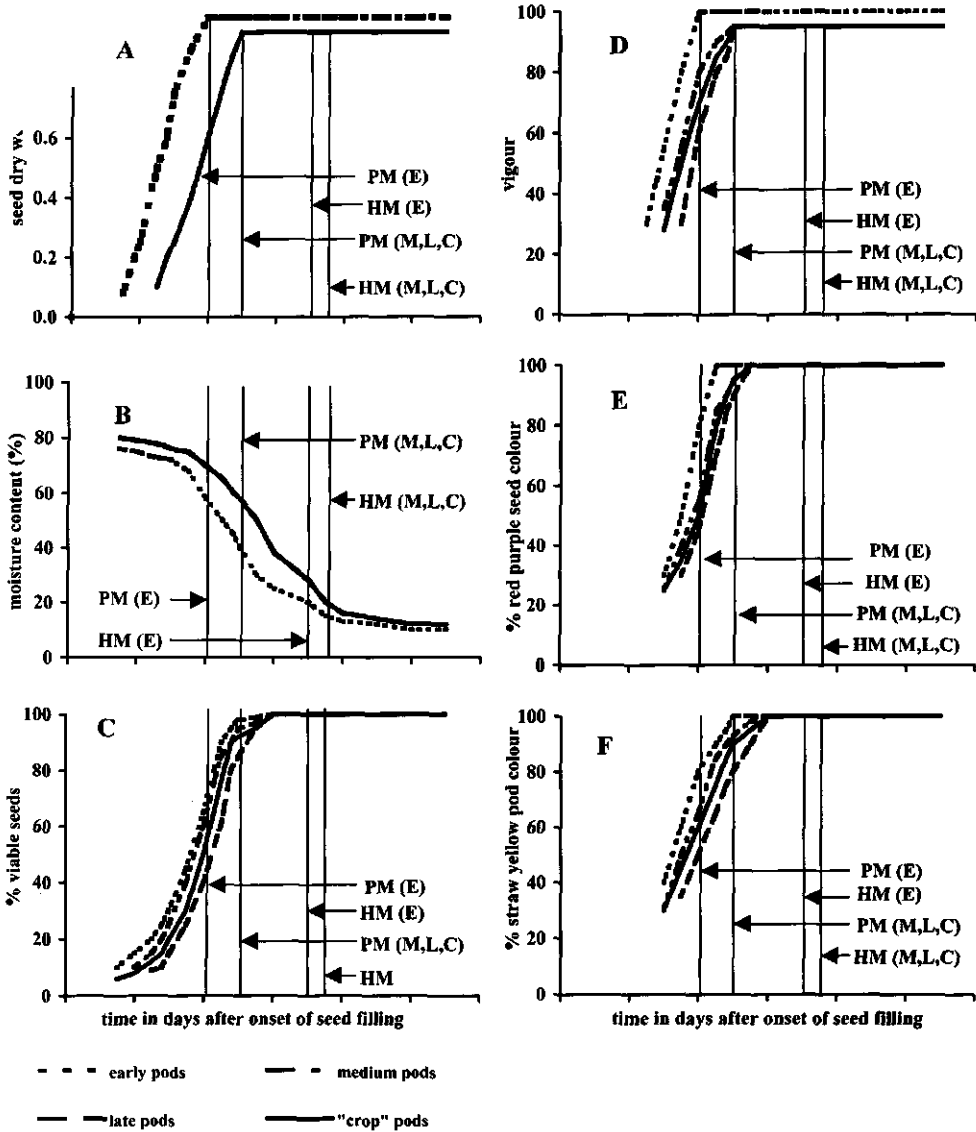 A
seed dry w
0.6
0.4
0.2
0.0
PM (E)
HM (E)
PM (M,L,C)
HM (M,L,C)
B
moisture content (%)
100
80
60
40
20
0
PM (M,L,C)
HM (M,L,C)
PM (E)
HM (E)
C
% viable seeds
100
80
60
40
20
0
PM (E)
HM (E)
PM (M,L,C)
HM
time in days after onset of seed filling
D
vigour
100
80
60
40
20
0
PM (E)
HM (E)
PM (M,L,C)
HM (M,L,C)
E
% red purple seed colour
100
80
60
40
20
0
PM (E)
HM (E)
PM (M,L,C)
HM (M,L,C)
F
% straw yellow pod colour
100
80
60
40
20
0
PM (E)
HM (E)
PM (M,L,C)
HM (M,L,C)
time in days after onset of seed filling
early pods
medium pods
late pods
"crop" pods